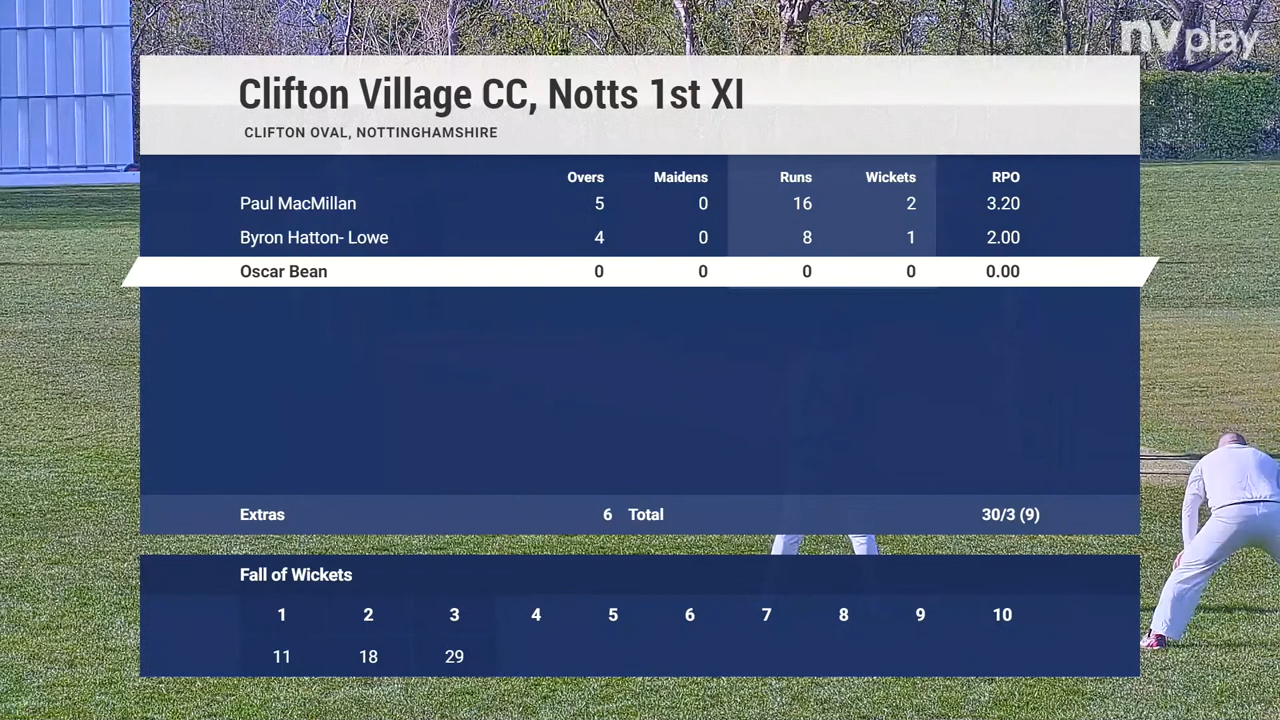 nvplay
Clifton Village CC, Notts 1st XI
CLIFTON OVAL, NOTTINGHAMSHIRE
Overs Maidens Runs Wickets RPO
Paul MacMillan 5 0 16 2 3.20
Byron Hatton- Lowe 4 0 8 1 2.00
Oscar Bean 0 0 0 0 0.00
Extras 6 Total 30/3 (9)
Fall of Wickets
1 2 3 4 5 6 7 8 9 10
11 18 29